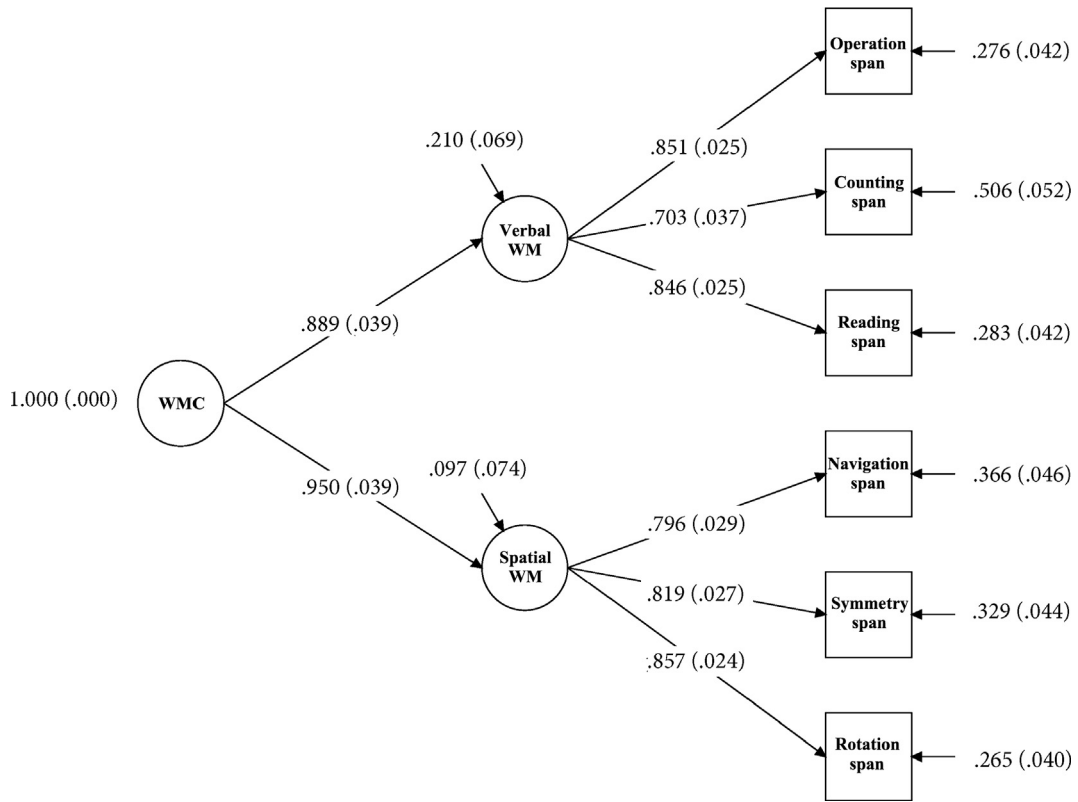 Operation
span
.276 (.042)
.210 (.069)
.851 (.025)
Counting
span
.506 (.052)
Verbal
WM
.703 (.037)
.846 (.025)
Reading
span
.283 (.042)
.889 (.039)
1.000 (.000)
WMC
Navigation
span
.366 (.046)
.097 (.074)
.950 (.039)
.796 (.029)
Spatial
WM
.819 (.027)
Symmetry
span
.329 (.044)
.857 (.024)
Rotation
span
.265 (.040)